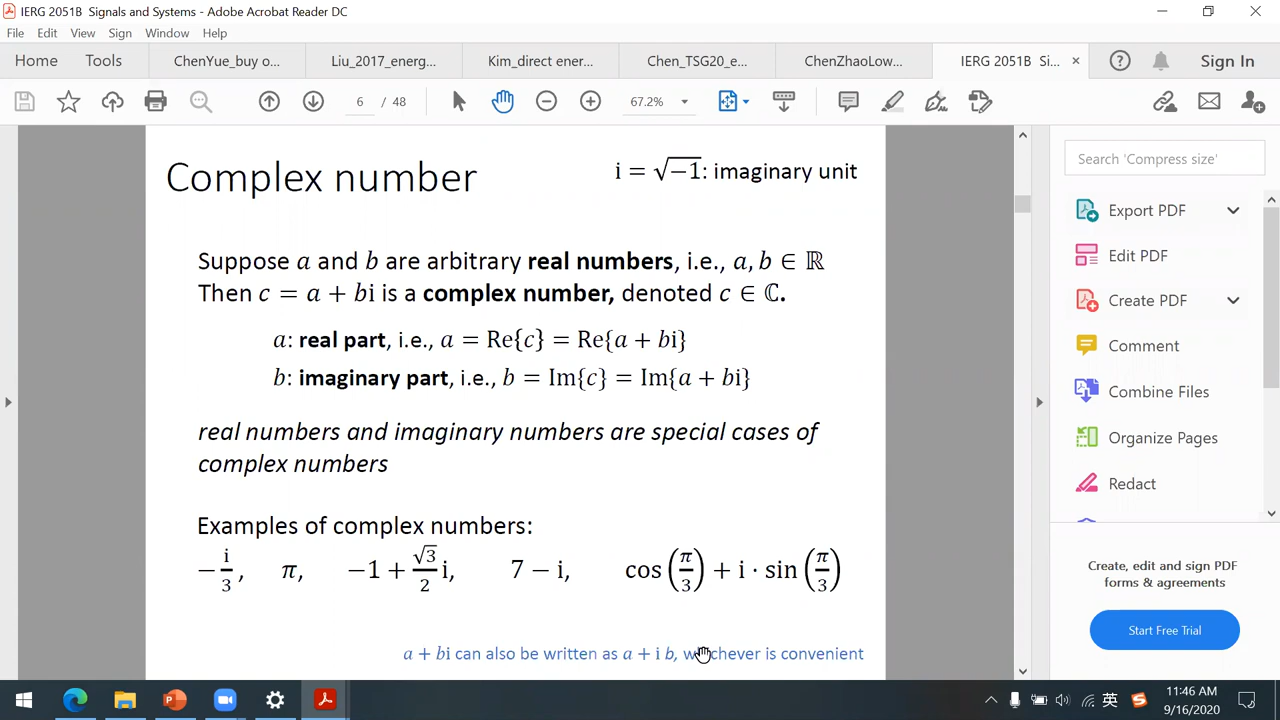 IERG 2051B Signals and Systems - Adobe Acrobat Reader DC
File Edit View Sign Window Help
Home Tools ChenYue_buy o... Liu_2017_energ... Kim_direct ener... Chen_TSG20_e... ChenZhaoLow... IERG 2051B Si... × ? Sign In
6 / 48 67.2%
Complex number
i = √−1: imaginary unit
Suppose a and b are arbitrary real numbers, i.e., a, b ∈ ℝ
Then c = a + bi is a complex number, denoted c ∈ ℂ.
a: real part, i.e., a = Re{c} = Re{a + bi}
b: imaginary part, i.e., b = Im{c} = Im{a + bi}
real numbers and imaginary numbers are special cases of
complex numbers
Examples of complex numbers:
−i/3, π, −1 + √3/2 i, 7 − i, cos(π/3) + i · sin(π/3)
a + bi can also be written as a + i b, whichever is convenient
Search 'Compress size'
Export PDF
Edit PDF
Create PDF
Comment
Combine Files
Organize Pages
Redact
Create, edit and sign PDF
forms & agreements
Start Free Trial
英
11:46 AM
9/16/2020